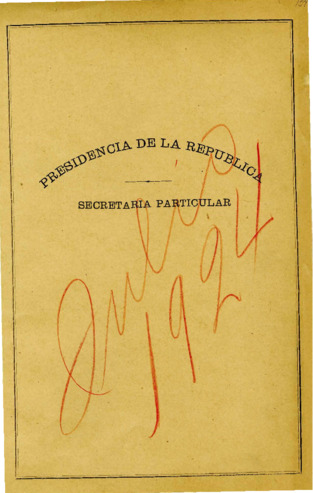 PRESIDENCIA DE LA REPUBLICA
SECRETARIA PARTICULAR
Julio
1924